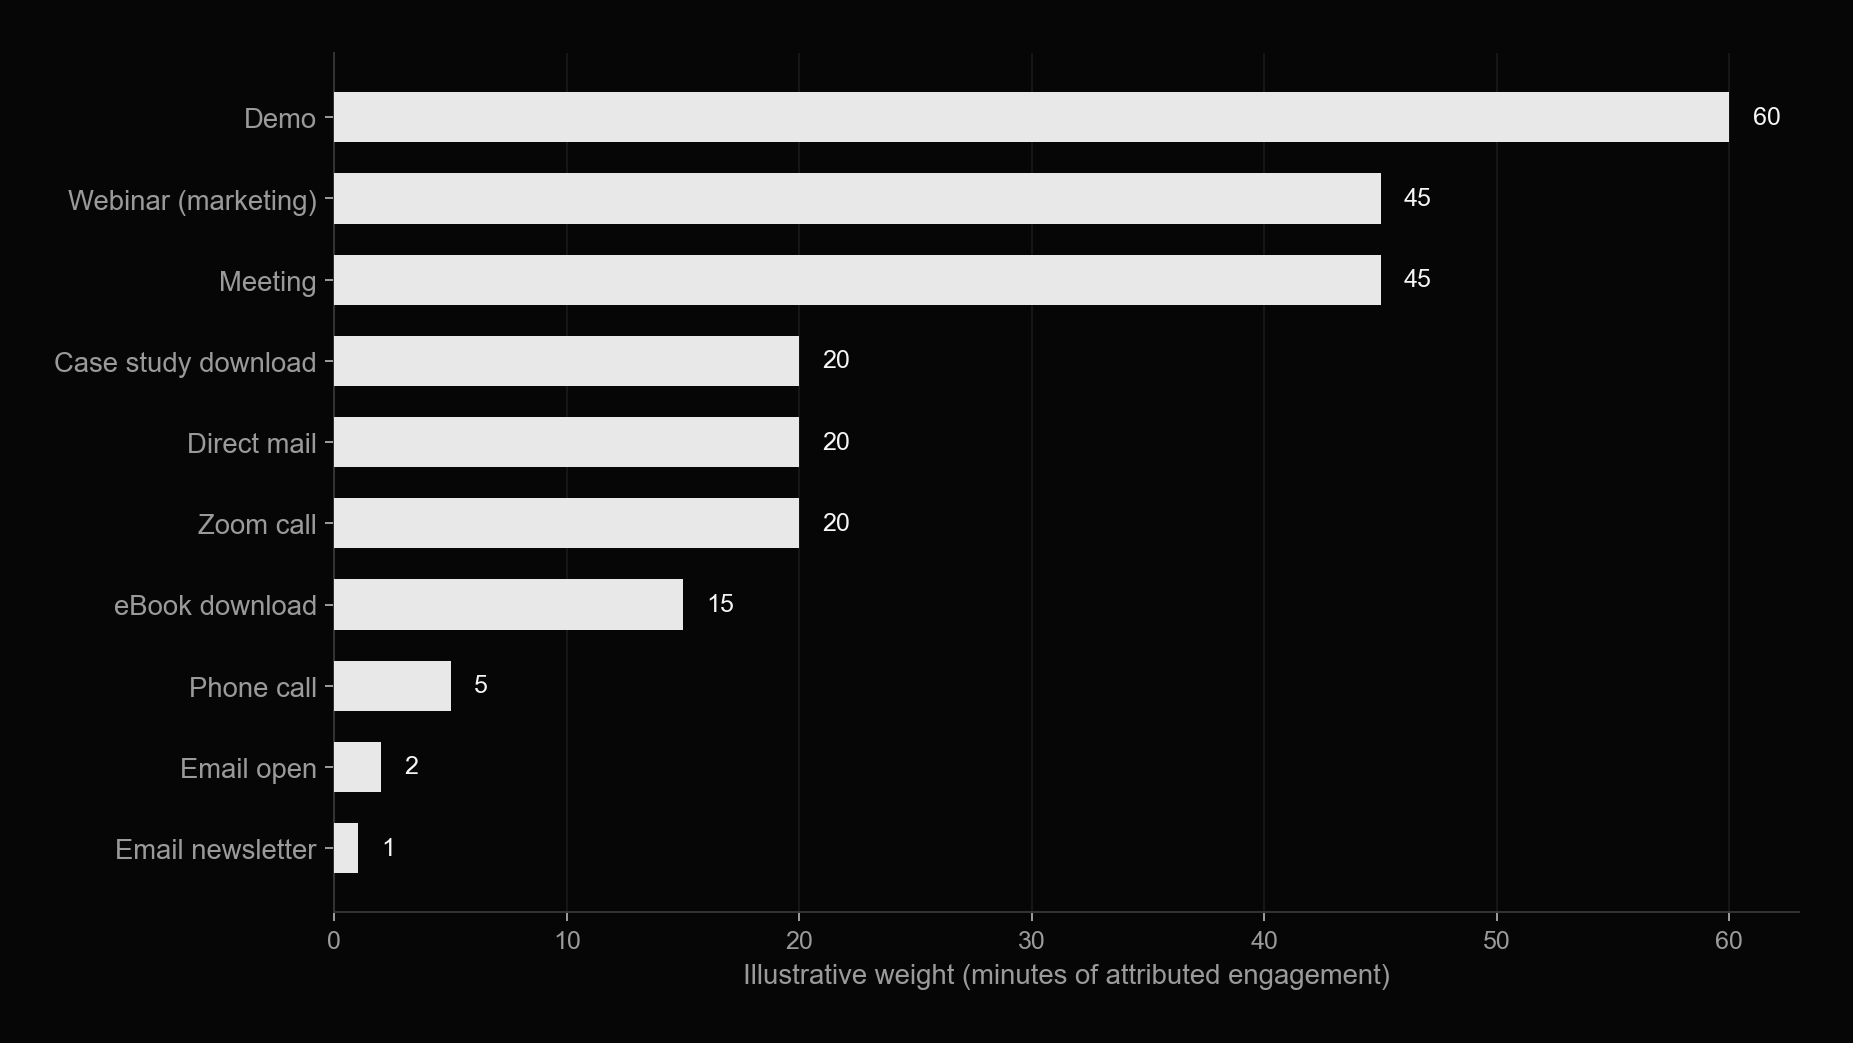 Demo 60
Webinar (marketing) 45
Meeting 45
Case study download 20
Direct mail 20
Zoom call 20
eBook download 15
Phone call 5
Email open 2
Email newsletter 1
0 10 20 30 40 50 60
Illustrative weight (minutes of attributed engagement)